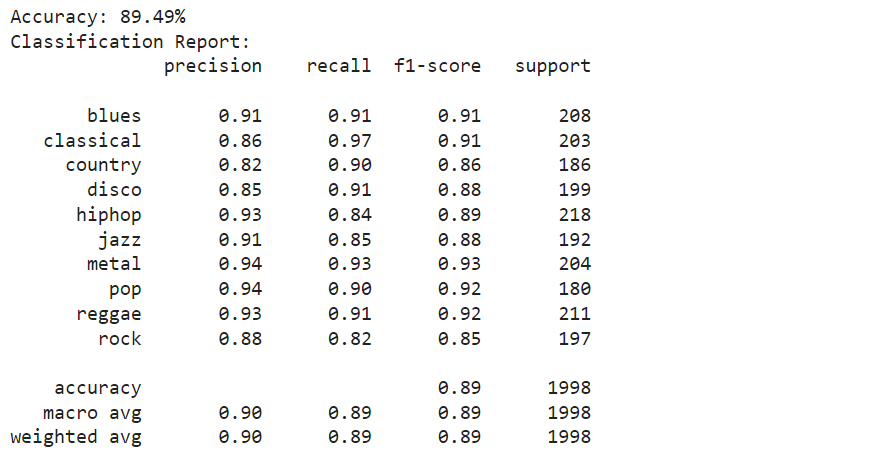 Accuracy: 89.49%
Classification Report:
precision recall f1-score support
blues 0.91 0.91 0.91 208
classical 0.86 0.97 0.91 203
country 0.82 0.90 0.86 186
disco 0.85 0.91 0.88 199
hiphop 0.93 0.84 0.89 218
jazz 0.91 0.85 0.88 192
metal 0.94 0.93 0.93 204
pop 0.94 0.90 0.92 180
reggae 0.93 0.91 0.92 211
rock 0.88 0.82 0.85 197
accuracy 0.89 1998
macro avg 0.90 0.89 0.89 1998
weighted avg 0.90 0.89 0.89 1998